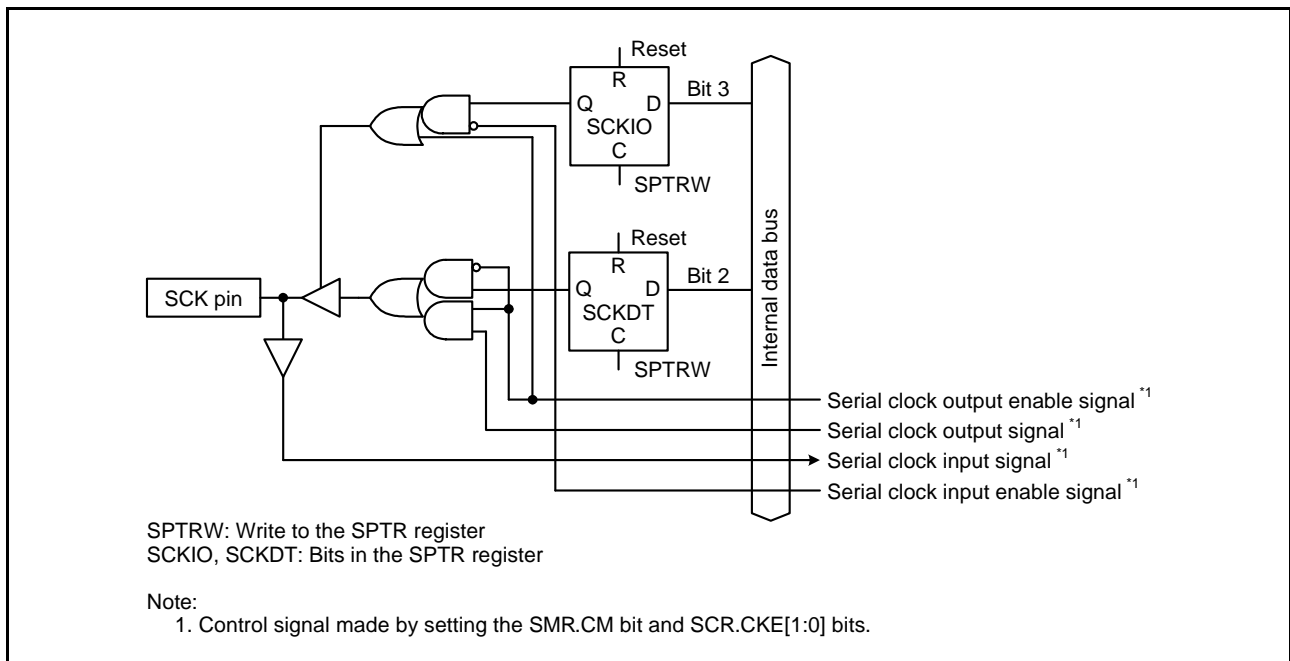 Reset
R
Bit 3
Q D
SCKIO
C
SPTRW
Reset
R
Bit 2
SCK pin
Q D
SCKDT
C
SPTRW
Internal data bus
Serial clock output enable signal *1
Serial clock output signal *1
Serial clock input signal *1
Serial clock input enable signal *1
SPTRW: Write to the SPTR register
SCKIO, SCKDT: Bits in the SPTR register
Note:
1. Control signal made by setting the SMR.CM bit and SCR.CKE[1:0] bits.